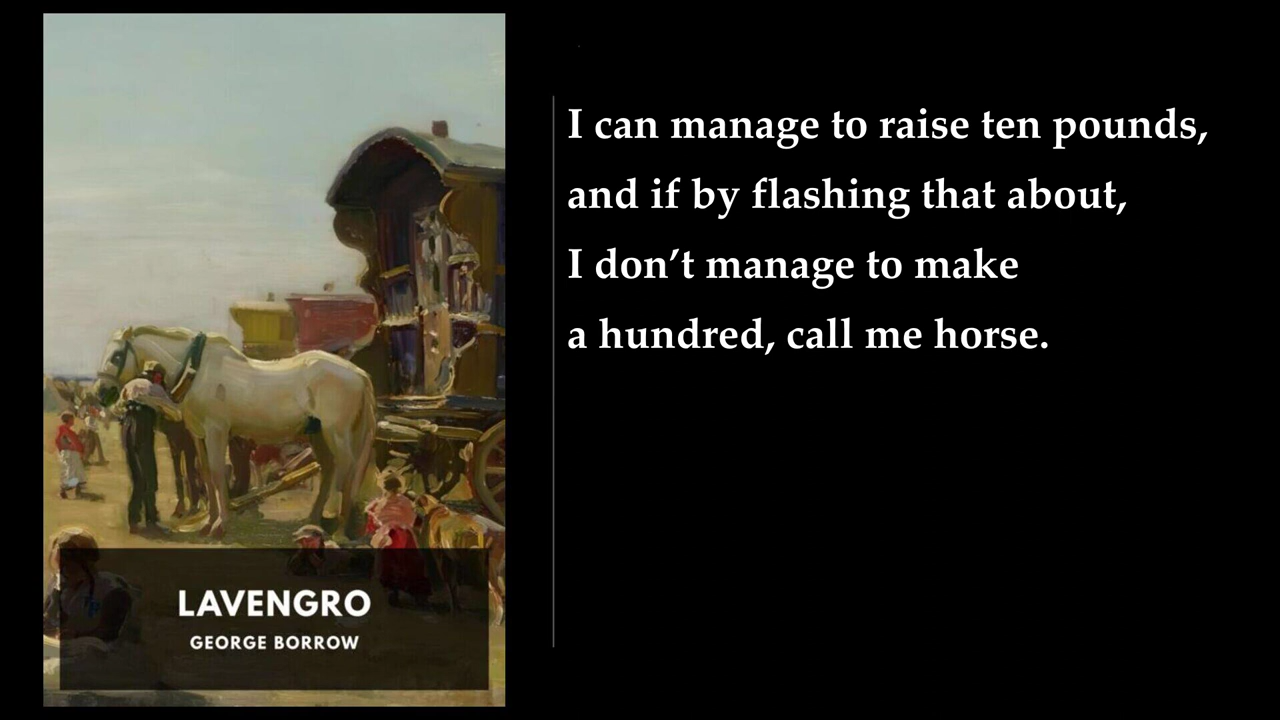 LAVENGRO
GEORGE BORROW
I can manage to raise ten pounds,
and if by flashing that about,
I don’t manage to make
a hundred, call me horse.